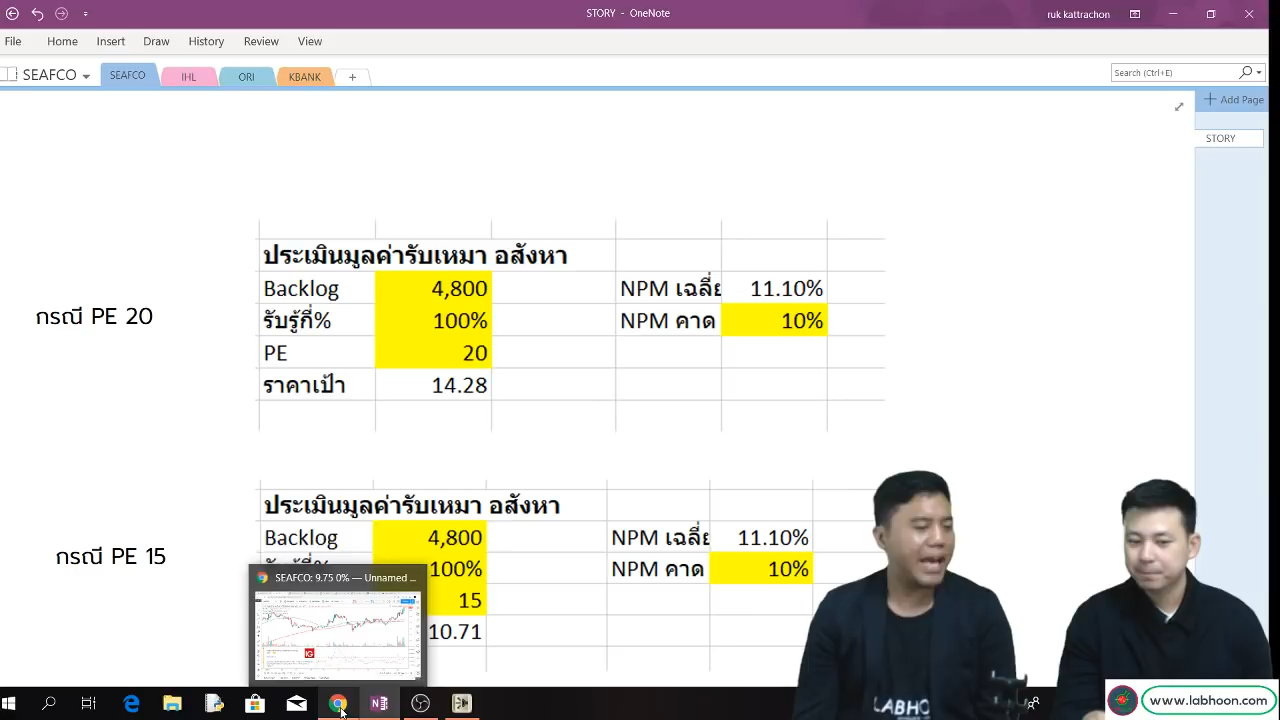 STORY - OneNote
ruk kattrachon
File Home Insert Draw History Review View
SEAFCO
SEAFCO IHL ORI KBANK +
Search (Ctrl+E)
Add Page
STORY
ประเมินมูลค่ารับเหมา อสังหา
Backlog 4,800 NPM เฉลี่ย 11.10%
กรณี PE 20
รับรู้กี่% 100% NPM คาด 10%
PE 20
ราคาเป้า 14.28
ประเมินมูลค่ารับเหมา อสังหา
Backlog 4,800 NPM เฉลี่ย 11.10%
กรณี PE 15
100% NPM คาด 10%
SEAFCO: 9.75 0% — Unnamed ...
15
10.71
LABHO
www.labhoon.com